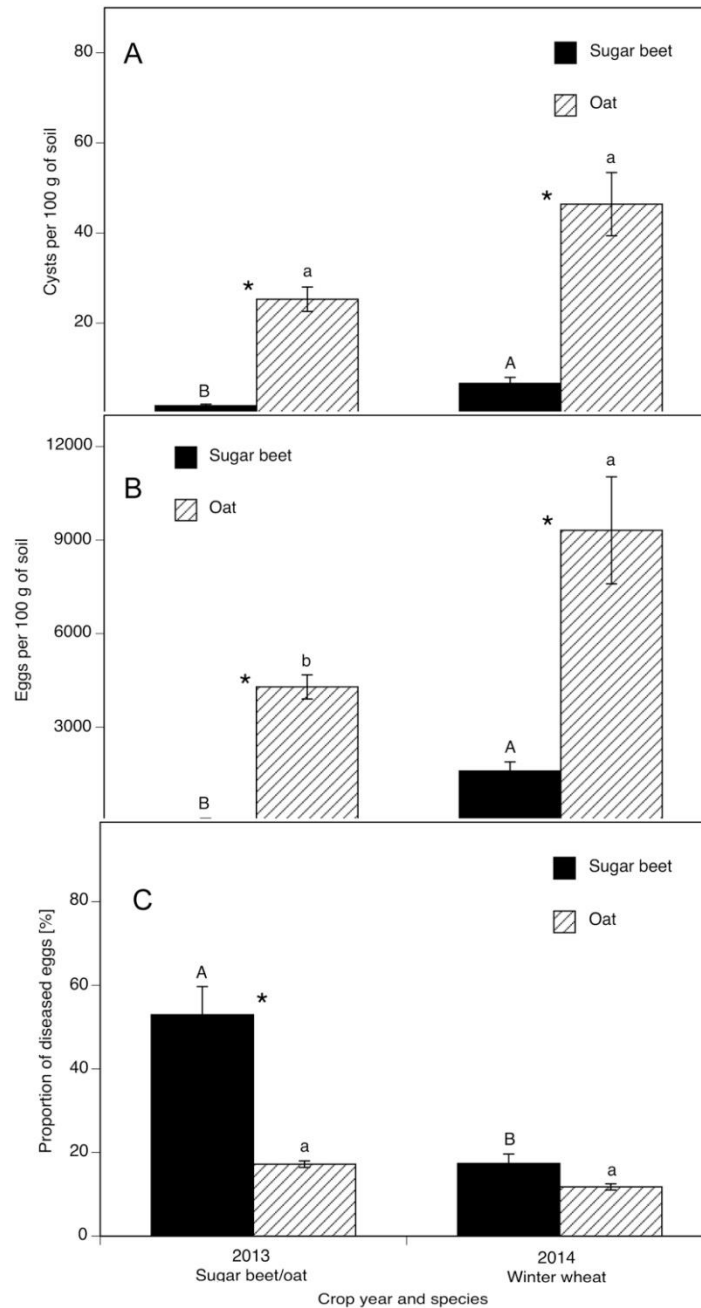 A
Sugar beet
Oat
80
60
40
20
Cysts per 100 g of soil
B
*
a
A
*
a
B
Sugar beet
Oat
12000
9000
6000
3000
Eggs per 100 g of soil
B
*
b
A
*
a
C
Sugar beet
Oat
80
60
40
20
0
Proportion of diseased eggs [%]
A
*
a
B
a
2013 2014
Sugar beet/oat Winter wheat
Crop year and species